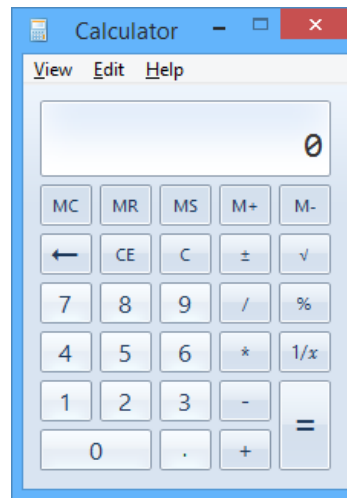 Calculator
View Edit Help
0
MC MR MS M+ M-
← CE C ± √
7 8 9 / %
4 5 6 * 1/x
1 2 3 - =
0 . +